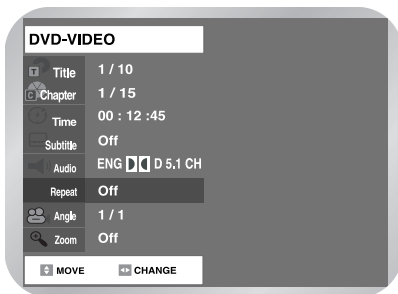 DVD-VIDEO
T Title 1 / 10
C Chapter 1 / 15
Time 00 : 12 :45
Subtitle Off
Audio ENG D 5.1 CH
Repeat Off
Angle 1 / 1
Zoom Off
MOVE CHANGE